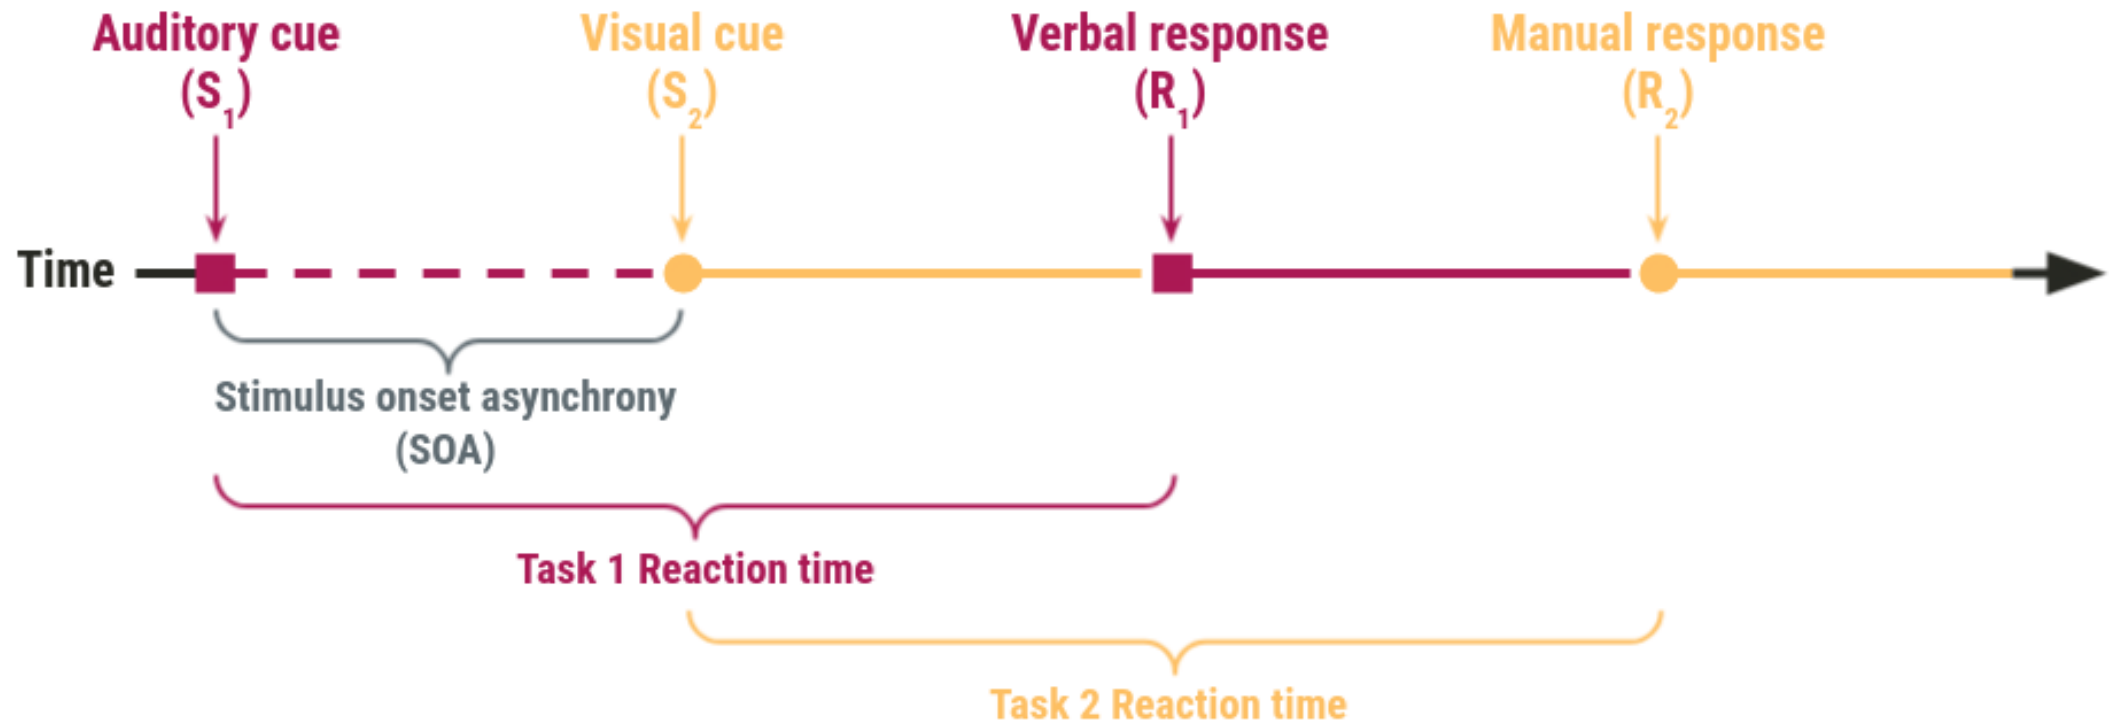 Auditory cue
(S1)
Visual cue
(S2)
Verbal response
(R1)
Manual response
(R2)
Time
Stimulus onset asynchrony
(SOA)
Task 1 Reaction time
Task 2 Reaction time